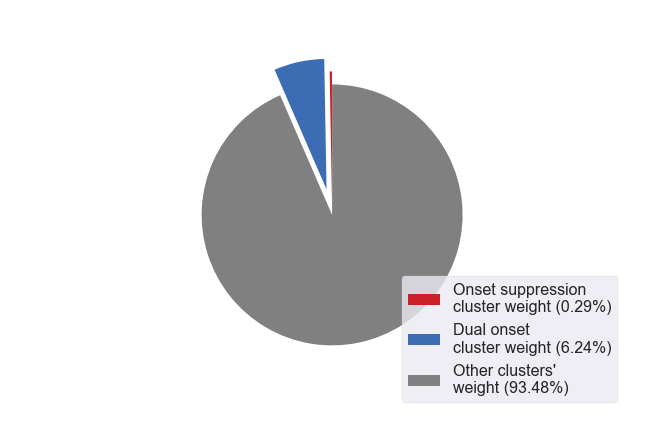 Onset suppression
cluster weight (0.29%)
Dual onset
cluster weight (6.24%)
Other clusters'
weight (93.48%)